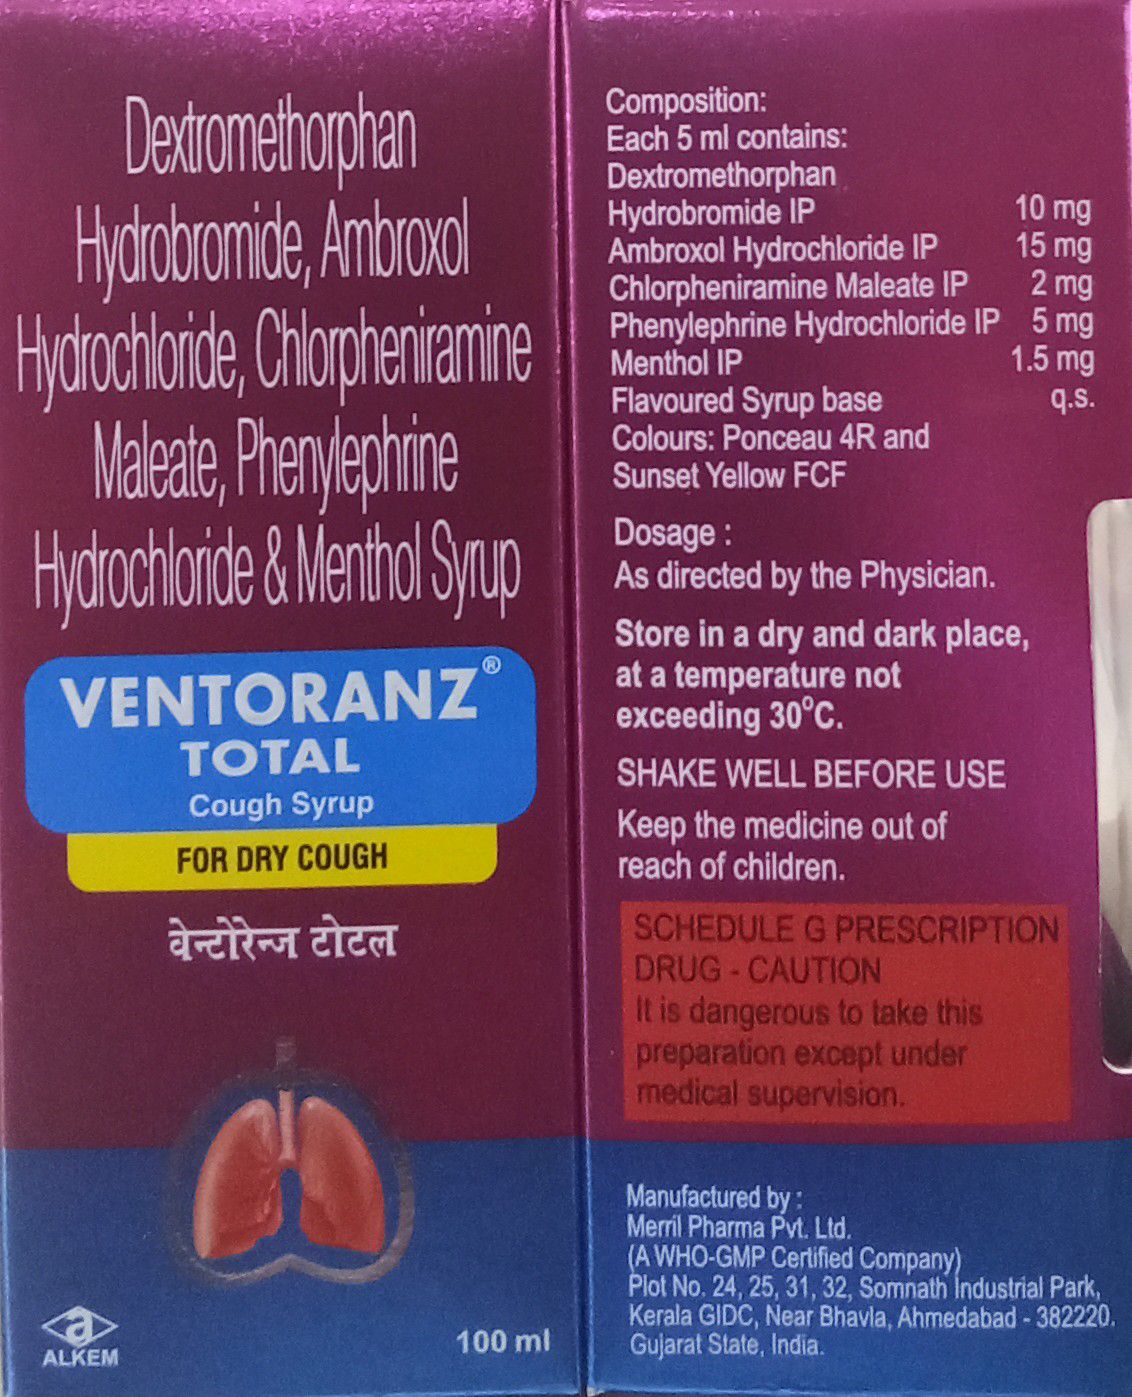 Dextromethorphan
Hydrobromide, Ambroxol
Hydrochloride, Chlorpheniramine
Maleate, Phenylephrine
Hydrochloride & Menthol Syrup
VENTORANZ®
TOTAL
Cough Syrup
FOR DRY COUGH
वेन्टोरेन्ज टोटल
a
ALKEM
100 ml
Composition:
Each 5 ml contains:
Dextromethorphan
Hydrobromide IP 10 mg
Ambroxol Hydrochloride IP 15 mg
Chlorpheniramine Maleate IP 2 mg
Phenylephrine Hydrochloride IP 5 mg
Menthol IP 1.5 mg
Flavoured Syrup base q.s.
Colours: Ponceau 4R and
Sunset Yellow FCF
Dosage :
As directed by the Physician.
Store in a dry and dark place,
at a temperature not
exceeding 30°C.
SHAKE WELL BEFORE USE
Keep the medicine out of
reach of children.
SCHEDULE G PRESCRIPTION
DRUG - CAUTION
It is dangerous to take this
preparation except under
medical supervision.
Manufactured by :
Merril Pharma Pvt. Ltd.
(A WHO-GMP Certified Company)
Plot No. 24, 25, 31, 32, Somnath Industrial Park,
Kerala GIDC, Near Bhavla, Ahmedabad - 382220.
Gujarat State, India.